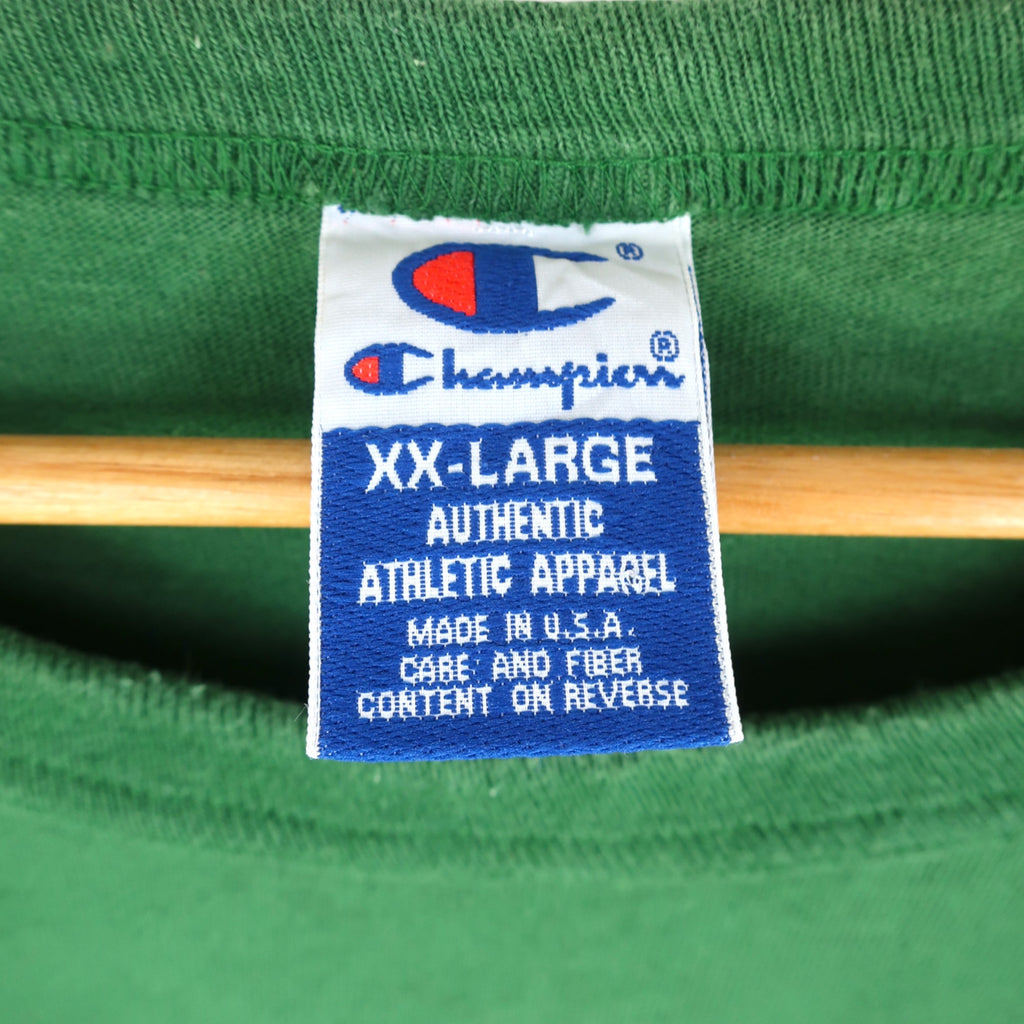 ®
Champion®
XX-LARGE
AUTHENTIC
ATHLETIC APPAREL
MADE IN U.S.A.
CARE AND FIBER
CONTENT ON REVERSE